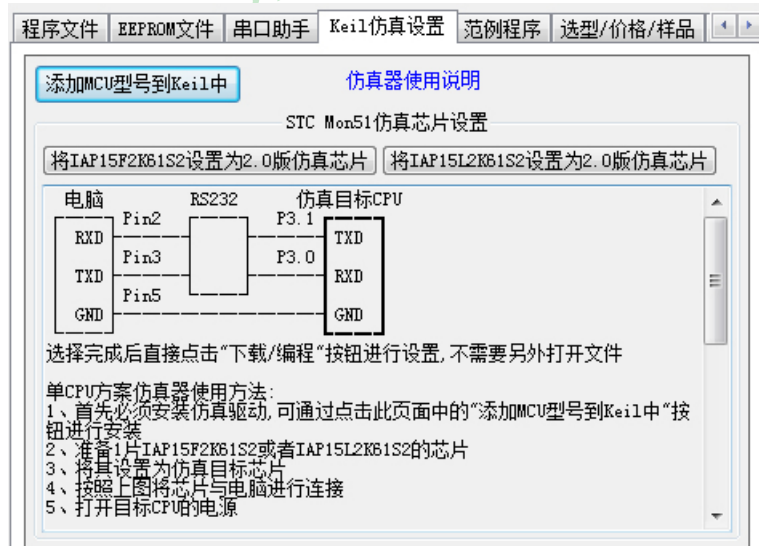 程序文件 EEPROM文件 串口助手 Keil仿真设置 范例程序 选型/价格/样品
添加MCU型号到Keil中 仿真器使用说明
STC Mon51仿真芯片设置
将IAP15F2K61S2设置为2.0版仿真芯片 将IAP15L2K61S2设置为2.0版仿真芯片
电脑 RS232 仿真目标CPU
Pin2 P3.1
RXD TXD
Pin3 P3.0
TXD RXD
Pin5
GND GND
选择完成后直接点击"下载/编程"按钮进行设置,不需要另外打开文件
单CPU方案仿真器使用方法:
1、首先必须安装仿真驱动,可通过点击此页面中的"添加MCU型号到Keil中"按
钮进行安装
2、准备1片IAP15F2K61S2或者IAP15L2K61S2的芯片
3、将其设置为仿真目标芯片
4、按照上图将芯片与电脑进行连接
5、打开目标CPU的电源